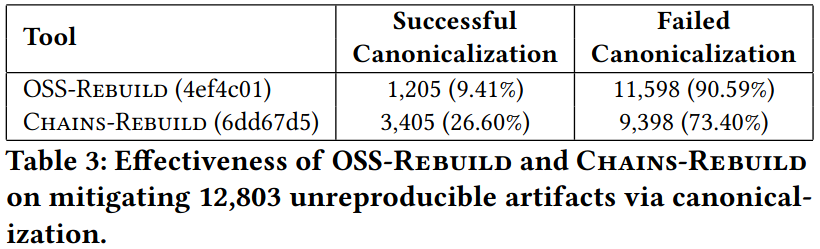 Tool Successful Canonicalization Failed Canonicalization
OSS-Rebuild (4ef4c01) 1,205 (9.41%) 11,598 (90.59%)
Chains-Rebuild (6dd67d5) 3,405 (26.60%) 9,398 (73.40%)
Table 3: Effectiveness of OSS-Rebuild and Chains-Rebuild
on mitigating 12,803 unreproducible artifacts via canonical-
ization.